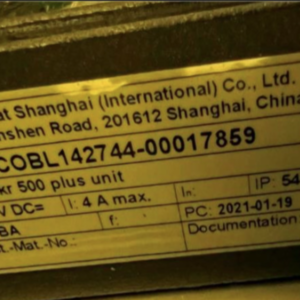 at Shanghai (International) Co., Ltd.
nshen Road, 201612 Shanghai, China
COBL142744-00017859
KR 500 plus unit
V DC= I: 4 A max. In: IP: 54
BA f: PC: 2021-01-19
t.-Mat.-No.: Documentation